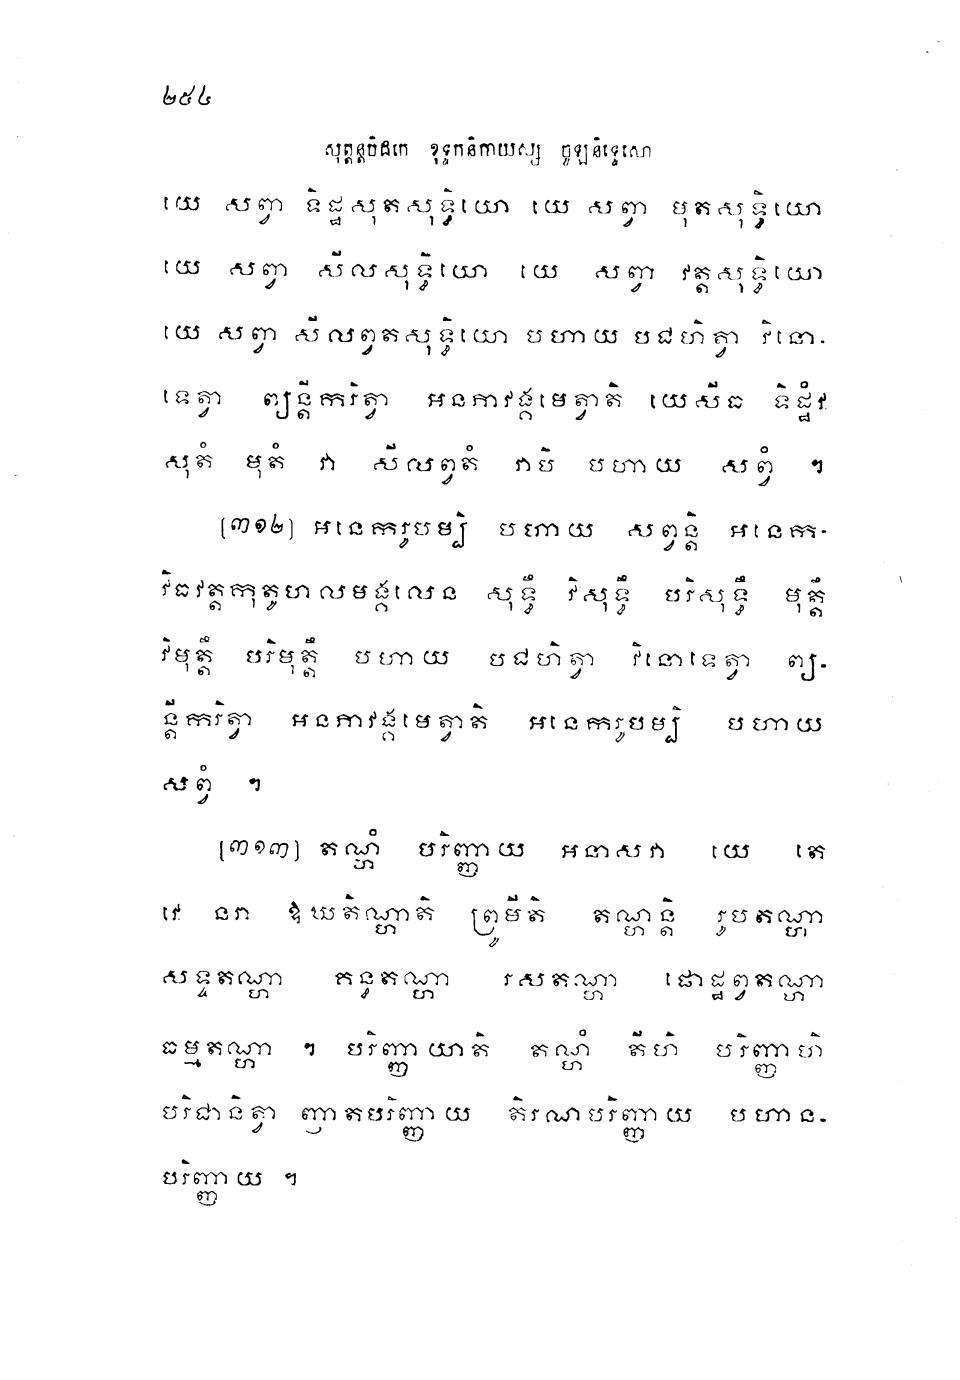 ២៥៤
សុត្តន្តបិដកេ ខុទ្ទកនិកាយស្ស ចូឡនិទ្ទេសោ
យេ សព្វា ទិដ្ឋសុតសុទ្ធិយោ យេ សព្វា មុតសុទ្ធិយោ
យេ សព្វា សីលសុទ្ធិយោ យេ សព្វា វត្តសុទ្ធិយោ
យេ សព្វា សីលព្វតសុទ្ធិយោ បហាយ បជហិត្វា វិនោ-
ទេត្វា ព្យន្តីករិត្វា អនភាវង្គមេត្វាតិ យេសីធ ទិដ្ឋំវ
សុតំ មុតំ វា សីលព្វតំ វាបិ បហាយ សព្វំ ។
[៣១២] អនេករូបម្បិ បហាយ សព្វន្តិ អនេក-
វិធវត្តកុតូហលមង្គលេន សុទ្ធឹ វិសុទ្ធឹ បរិសុទ្ធឹ មុត្តឹ
វិមុត្តឹ បរិមុត្តឹ បហាយ បជហិត្វា វិនោទេត្វា ព្យ-
ន្តីករិត្វា អនភាវង្គមេត្វាតិ អនេករូបម្បិ បហាយ
សព្វំ ។
[៣១៣] តណ្ហំ បរិញ្ញាយ អនាសវា យេ តេ
វេ នរា ឱឃតិណ្ណាតិ ព្រូមីតិ តណ្ហន្តិ រូបតណ្ហា
សទ្ទតណ្ហា គន្ធតណ្ហា រសតណ្ហា ផោដ្ឋព្វតណ្ហា
ធម្មតណ្ហា ។ បរិញ្ញាយាតិ តណ្ហំ តីហិ បរិញ្ញាហិ
បរិជានិត្វា ញាតបរិញ្ញាយ តិរណបរិញ្ញាយ បហាន-
បរិញ្ញាយ ។